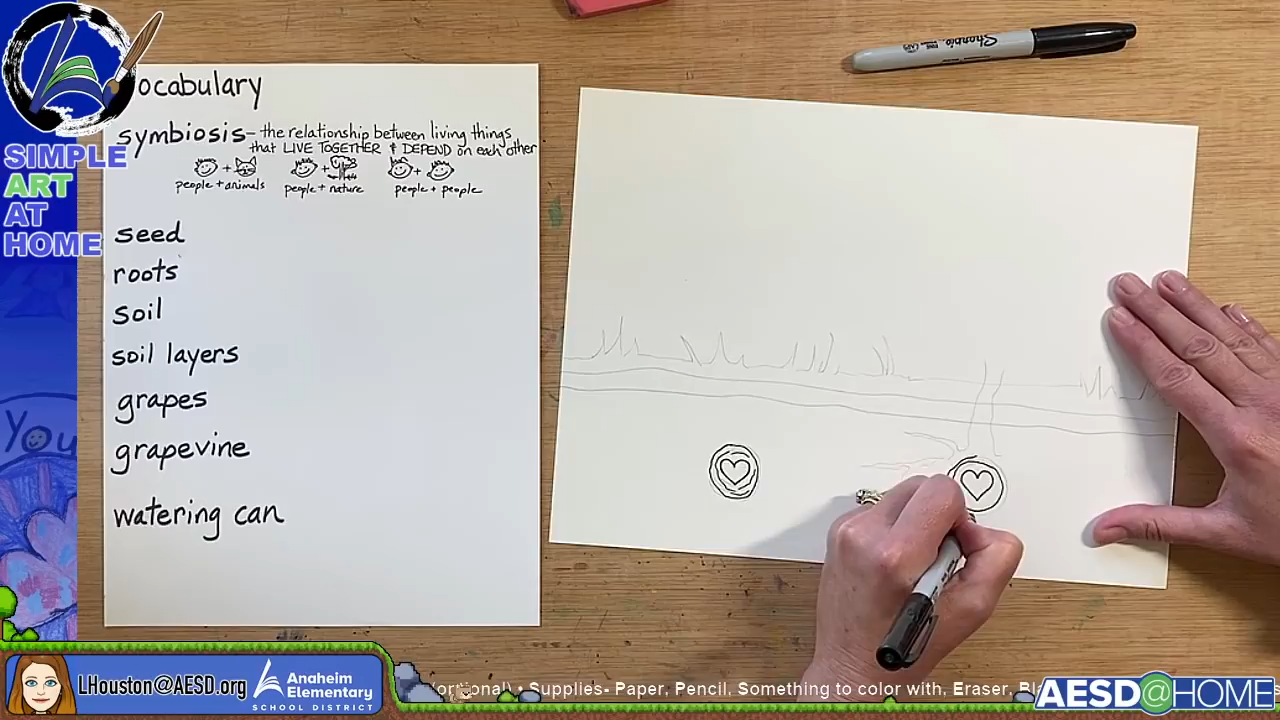 ocabulary
symbiosis - the relationship between living things
that LIVE TOGETHER & DEPEND on each other
people + animals
people + nature
people + people
seed
roots
soil
soil layers
grapes
grapevine
watering can
SIMPLE
ART
AT
HOME
You
Sharpie
LHouston@AESD.org
Anaheim
Elementary
SCHOOL DISTRICT
• Supplies- Paper, Pencil, Something to color with, Eraser,
AESD@HOME